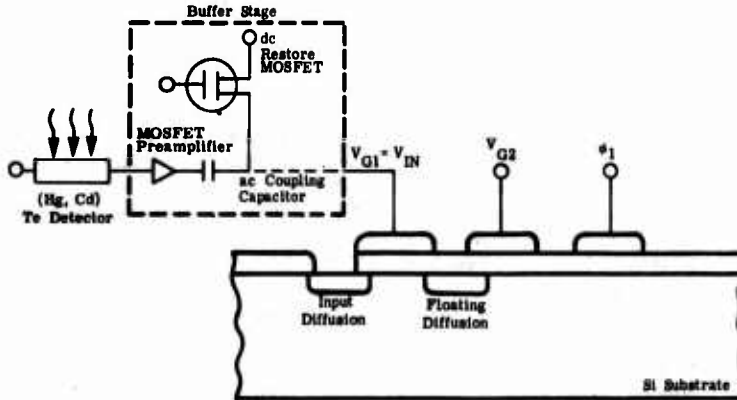 Buffer Stage
dc
Restore
MOSFET
MOSFET
Preamplifier
VG1 = VIN
VG2
ϕ1
ac Coupling
Capacitor
(Hg, Cd)
Te Detector
Input
Diffusion
Floating
Diffusion
Si Substrate